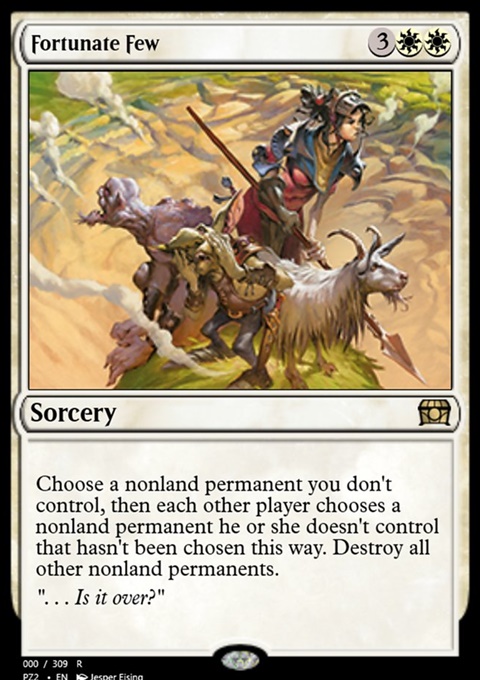 Fortunate Few 3
Sorcery
Choose a nonland permanent you don't
control, then each other player chooses a
nonland permanent he or she doesn't control
that hasn't been chosen this way. Destroy all
other nonland permanents.
". . . Is it over?"
000 / 309 R
PZ2 • EN Jesper Ejsing